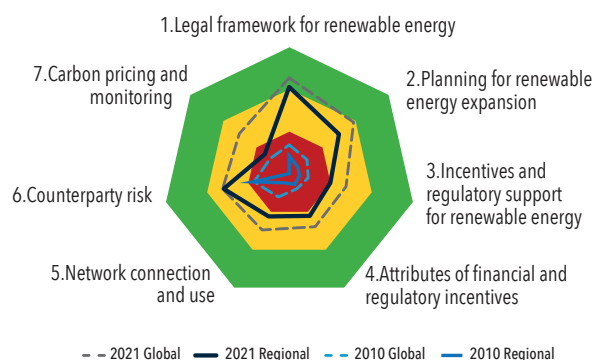 1.Legal framework for renewable energy
7.Carbon pricing and
monitoring
2.Planning for renewable
energy expansion
3.Incentives and
regulatory support
for renewable energy
6.Counterparty risk
5.Network connection
and use
4.Attributes of financial and
regulatory incentives
2021 Global 2021 Regional 2010 Global 2010 Regional